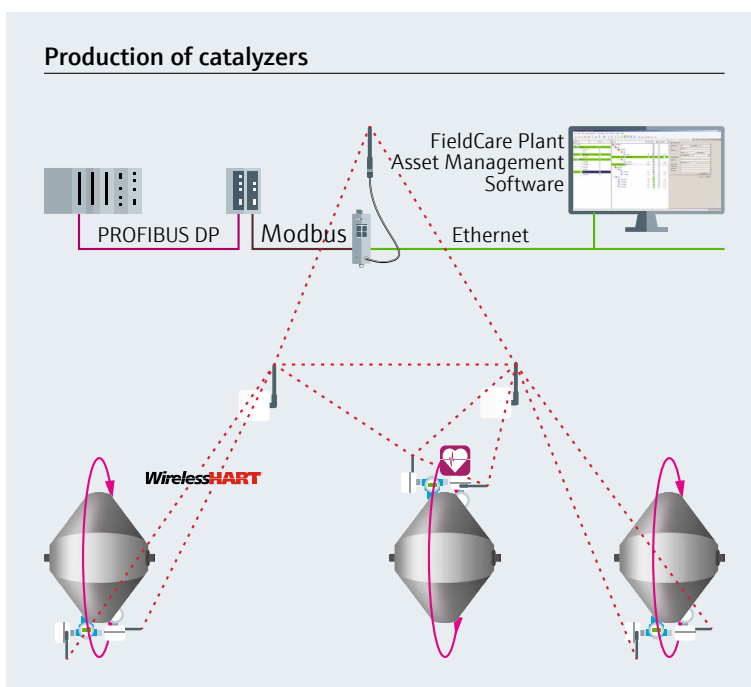 Production of catalyzers
FieldCare Plant
Asset Management
Software
PROFIBUS DP
Modbus
Ethernet
WirelessHART